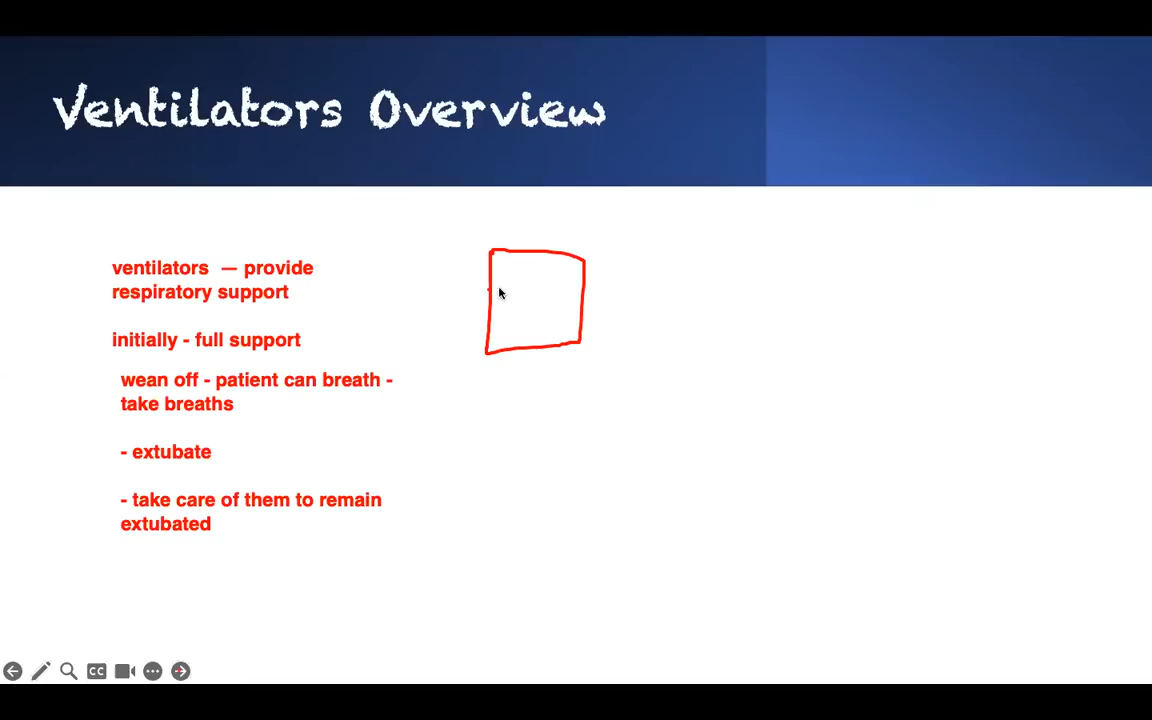 Ventilators Overview
ventilators — provide
respiratory support
initially - full support
wean off - patient can breath -
take breaths
- extubate
- take care of them to remain
extubated
CC